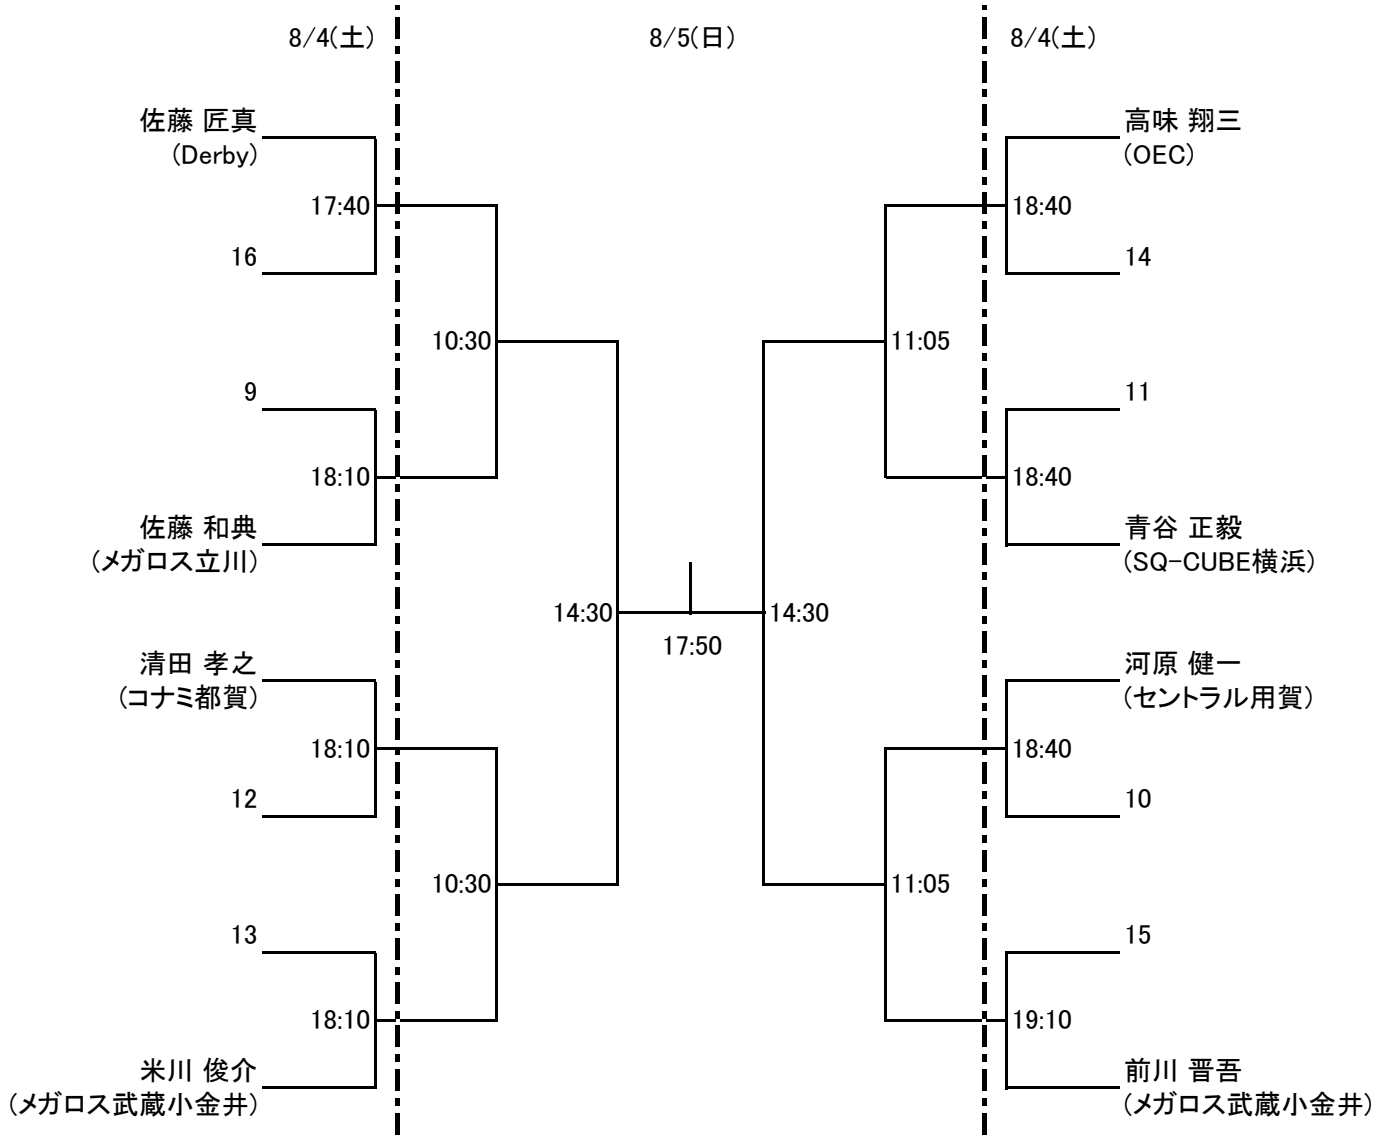 8/4(土)
8/5(日)
8/4(土)
佐藤 匠真
(Derby)
17:40
16
10:30
9
18:10
佐藤 和典
(メガロス立川)
14:30
清田 孝之
(コナミ都賀)
18:10
12
10:30
13
18:10
米川 俊介
(メガロス武蔵小金井)
17:50
高味 翔三
(OEC)
18:40
14
11:05
11
18:40
青谷 正毅
(SQ-CUBE横浜)
14:30
河原 健一
(セントラル用賀)
18:40
10
11:05
15
19:10
前川 晋吾
(メガロス武蔵小金井)